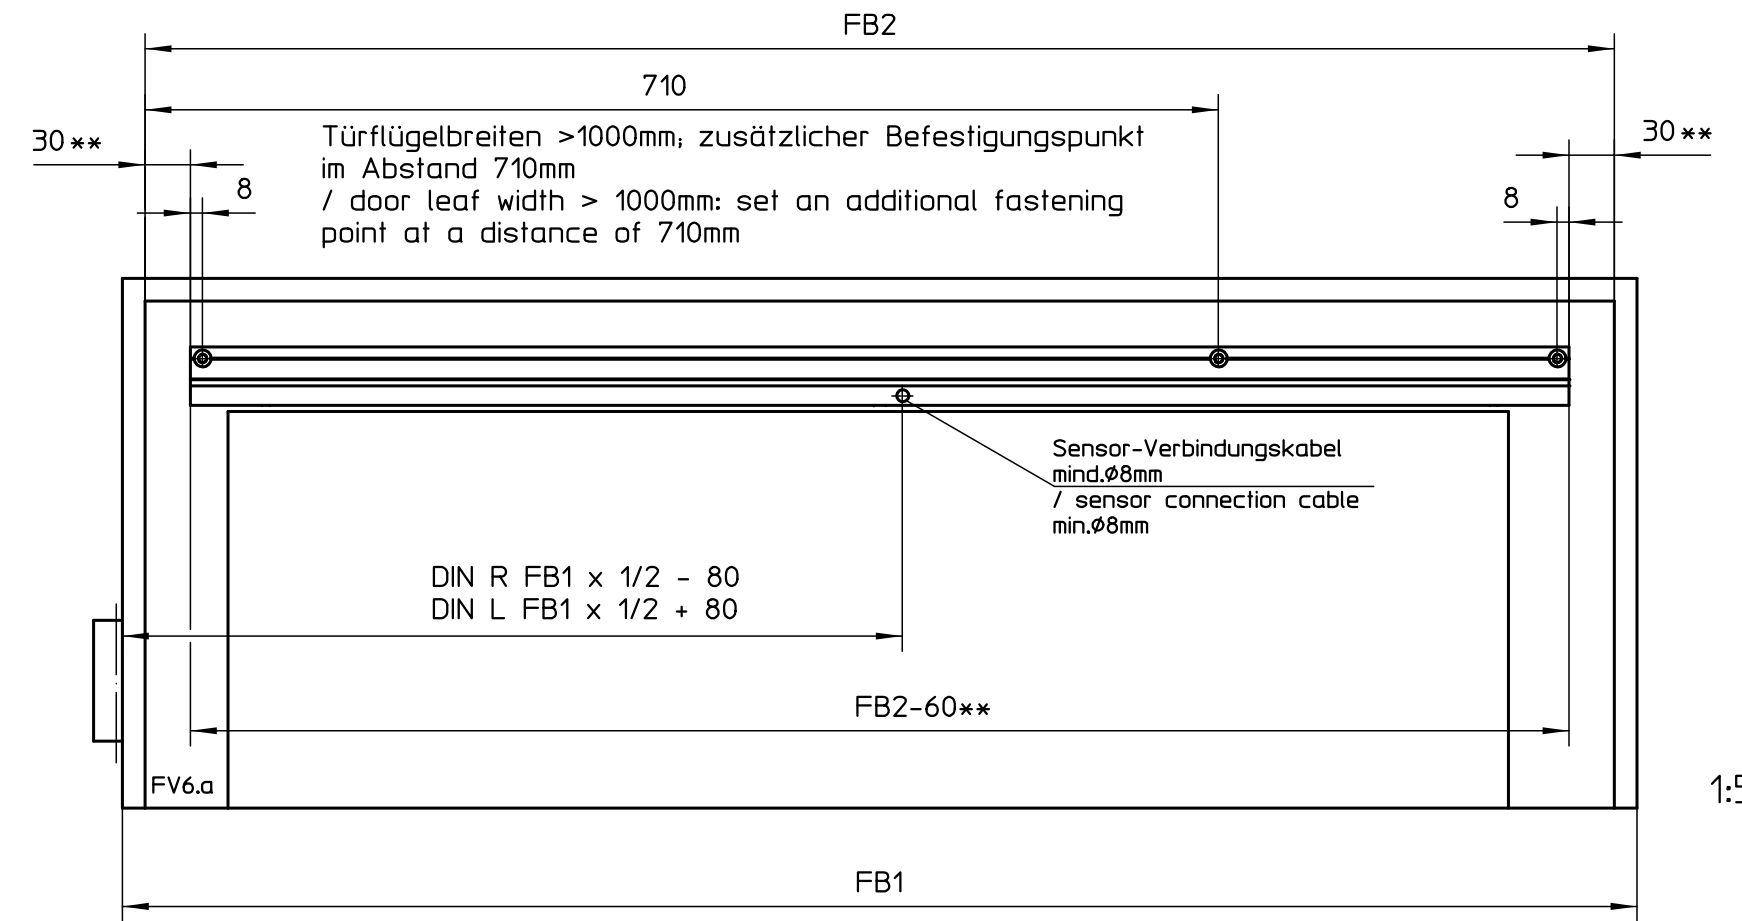 FB2
710
30**
30**
Türflügelbreiten >1000mm; zusätzlicher Befestigungspunkt
im Abstand 710mm
/ door leaf width > 1000mm: set an additional fastening
point at a distance of 710mm
8
8
Sensor-Verbindungskabel
mind.Ø8mm
/ sensor connection cable
min.Ø8mm
DIN R FB1 x 1/2 - 80
DIN L FB1 x 1/2 + 80
FB2-60**
FV6.a
FB1